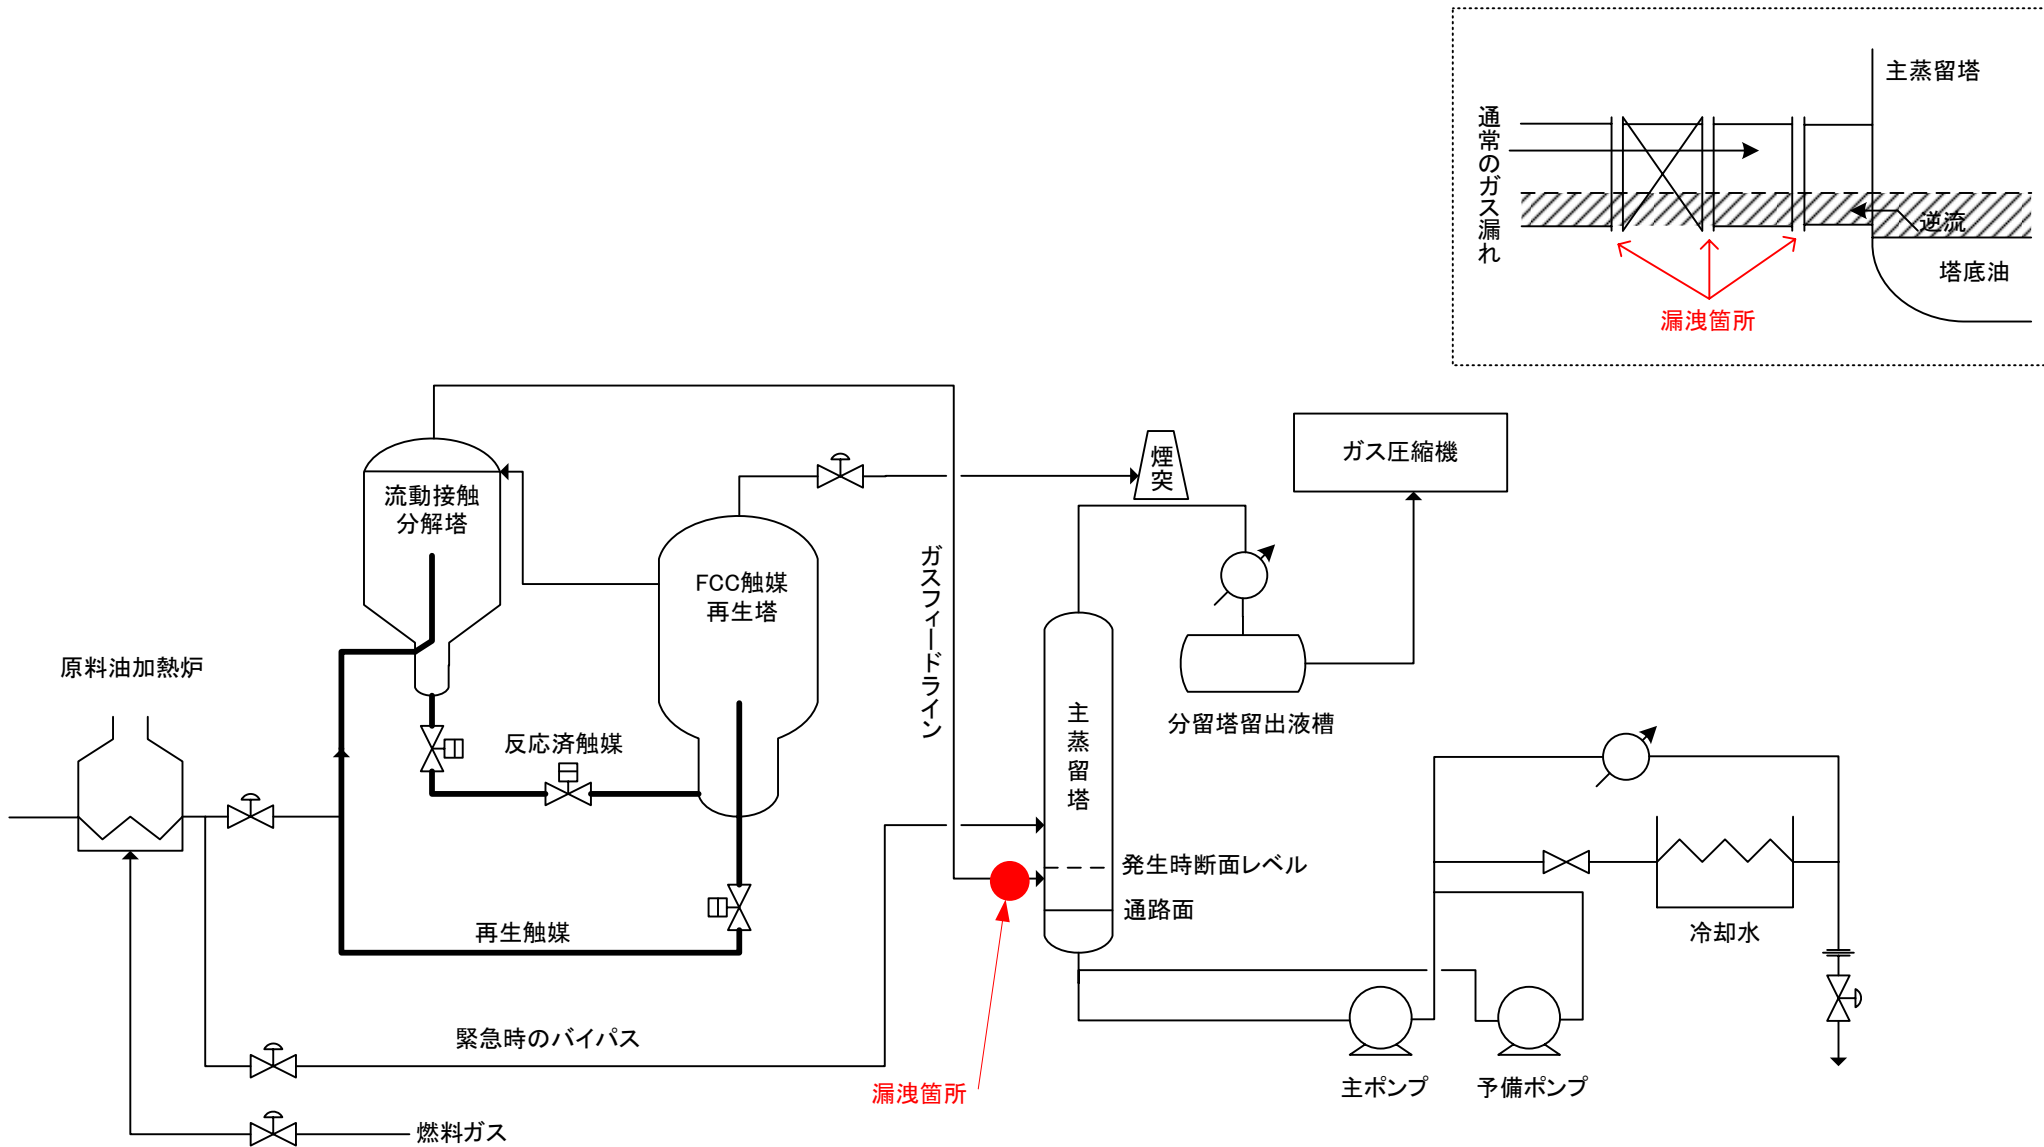 主蒸留塔
通常のガス漏れ
逆流
塔底油
漏洩箇所
ガス圧縮機
煙突
流動接触
分解塔
FCC触媒
再生塔
ガスフィードライン
原料油加熱炉
主蒸留塔
分留塔留出液槽
反応済触媒
発生時断面レベル
通路面
再生触媒
冷却水
緊急時のバイパス
漏洩箇所
主ポンプ
予備ポンプ
燃料ガス